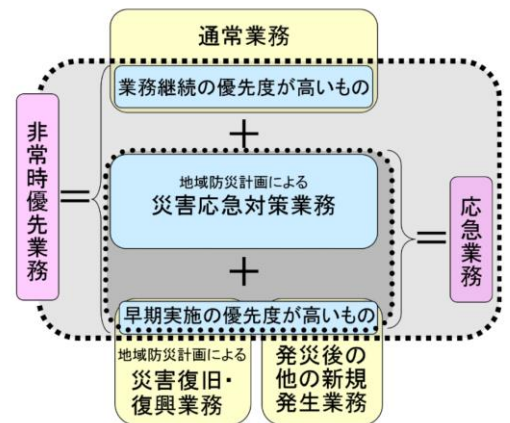 通常業務
業務継続の優先度が高いもの
＋
非常時優先業務
＝
地域防災計画による
災害応急対策業務
＝
応急業務
＋
早期実施の優先度が高いもの
地域防災計画による
災害復旧・
復興業務
発災後の
他の新規
発生業務